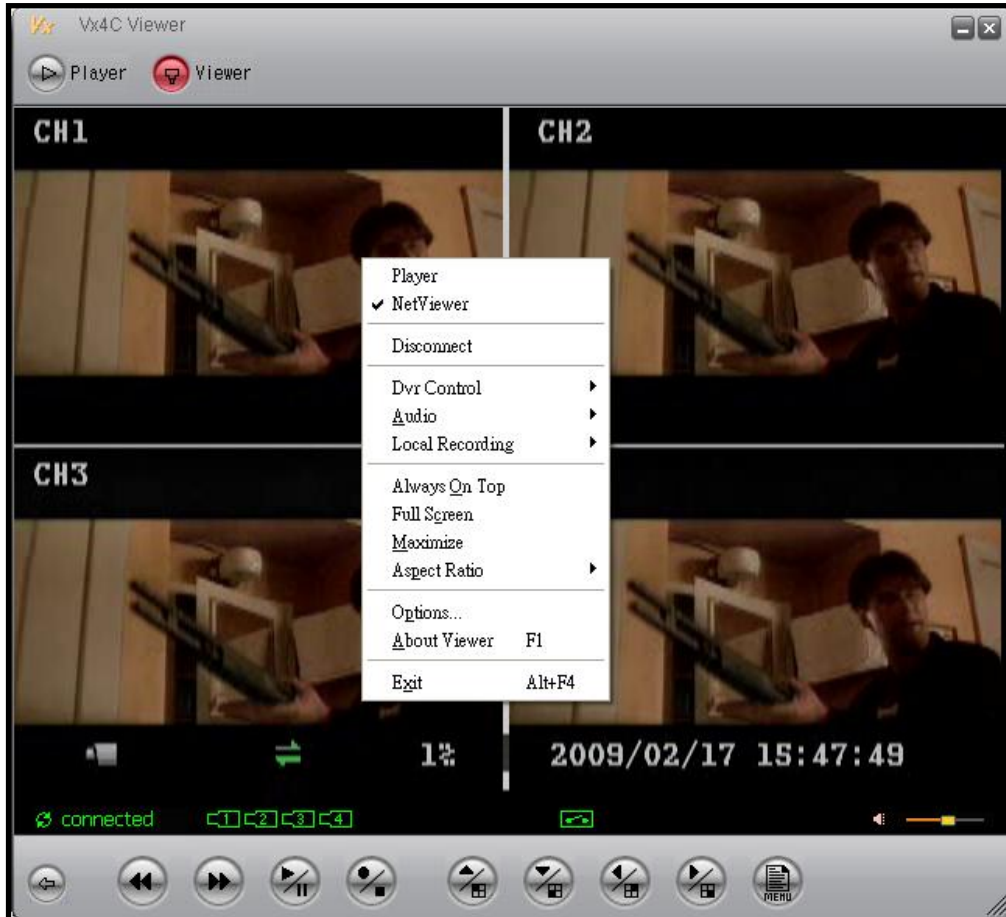 Vx Vx4C Viewer
Player Viewer
CH1 CH2
Player
NetViewer
Disconnect
Dvr Control
Audio
Local Recording
CH3
Always On Top
Full Screen
Maximize
Aspect Ratio
Options...
About Viewer F1
Exit Alt+F4
1% 2009/02/17 15:47:49
connected 1 2 3 4
MENU